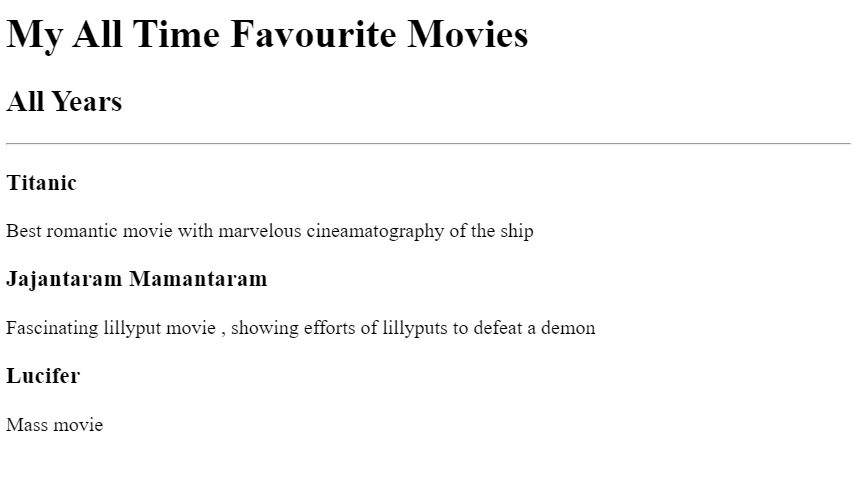 My All Time Favourite Movies
All Years
Titanic
Best romantic movie with marvelous cineamatography of the ship
Jajantaram Mamantaram
Fascinating lillyput movie , showing efforts of lillyputs to defeat a demon
Lucifer
Mass movie